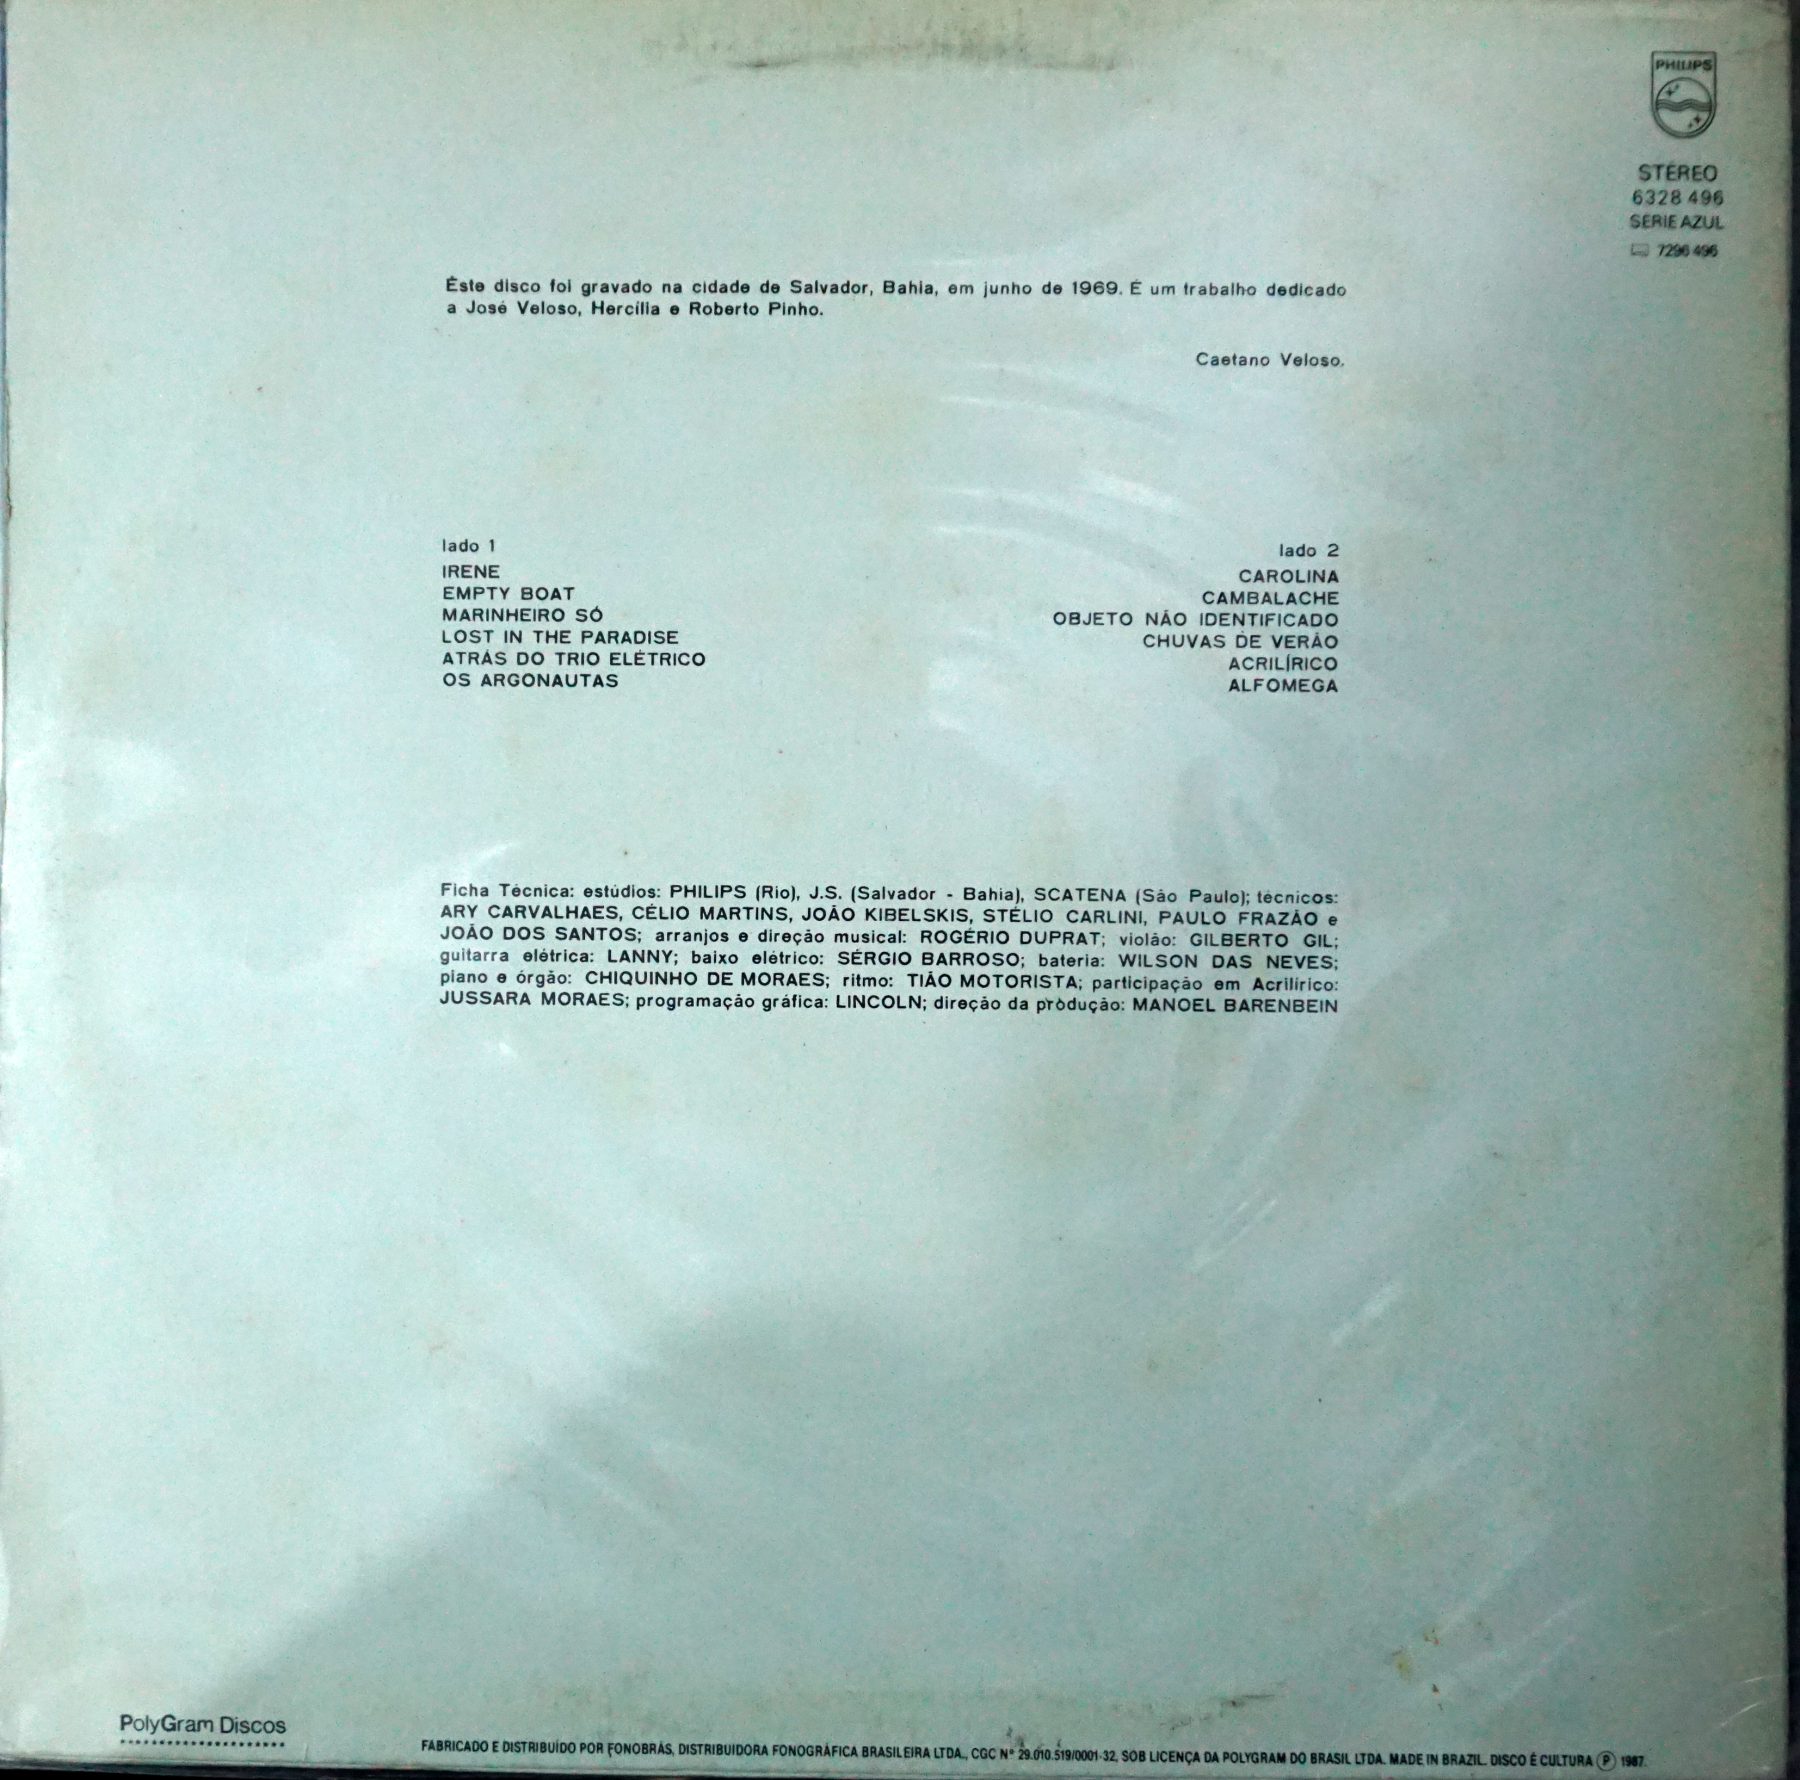 PHILIPS
STÉREO
6328 496
SÉRIE AZUL
7296 496
Êste disco foi gravado na cidade de Salvador, Bahia, em junho de 1969. É um trabalho dedicado
a José Veloso, Hercília e Roberto Pinho.
Caetano Veloso.
lado 1
IRENE
EMPTY BOAT
MARINHEIRO SÓ
LOST IN THE PARADISE
ATRÁS DO TRIO ELÉTRICO
OS ARGONAUTAS
lado 2
CAROLINA
CAMBALACHE
OBJETO NÃO IDENTIFICADO
CHUVAS DE VERÃO
ACRILÍRICO
ALFOMEGA
Ficha Técnica: estúdios: PHILIPS (Rio), J.S. (Salvador - Bahia), SCATENA (São Paulo); técnicos:
ARY CARVALHAES, CÉLIO MARTINS, JOÃO KIBELSKIS, STÉLIO CARLINI, PAULO FRAZÃO e
JOÃO DOS SANTOS; arranjos e direção musical: ROGÉRIO DUPRAT; violão: GILBERTO GIL;
guitarra elétrica: LANNY; baixo elétrico: SÉRGIO BARROSO; bateria: WILSON DAS NEVES;
piano e órgão: CHIQUINHO DE MORAES; ritmo: TIÃO MOTORISTA; participação em Acrilírico:
JUSSARA MORAES; programação gráfica: LINCOLN; direção da produção: MANOEL BARENBEIN
PolyGram Discos
FABRICADO E DISTRIBUÍDO POR FONOBRÁS, DISTRIBUIDORA FONOGRÁFICA BRASILEIRA LTDA., CGC Nº 29.010.519/0001-32, SOB LICENÇA DA POLYGRAM DO BRASIL LTDA. MADE IN BRAZIL. DISCO É CULTURA Ⓟ 1987.